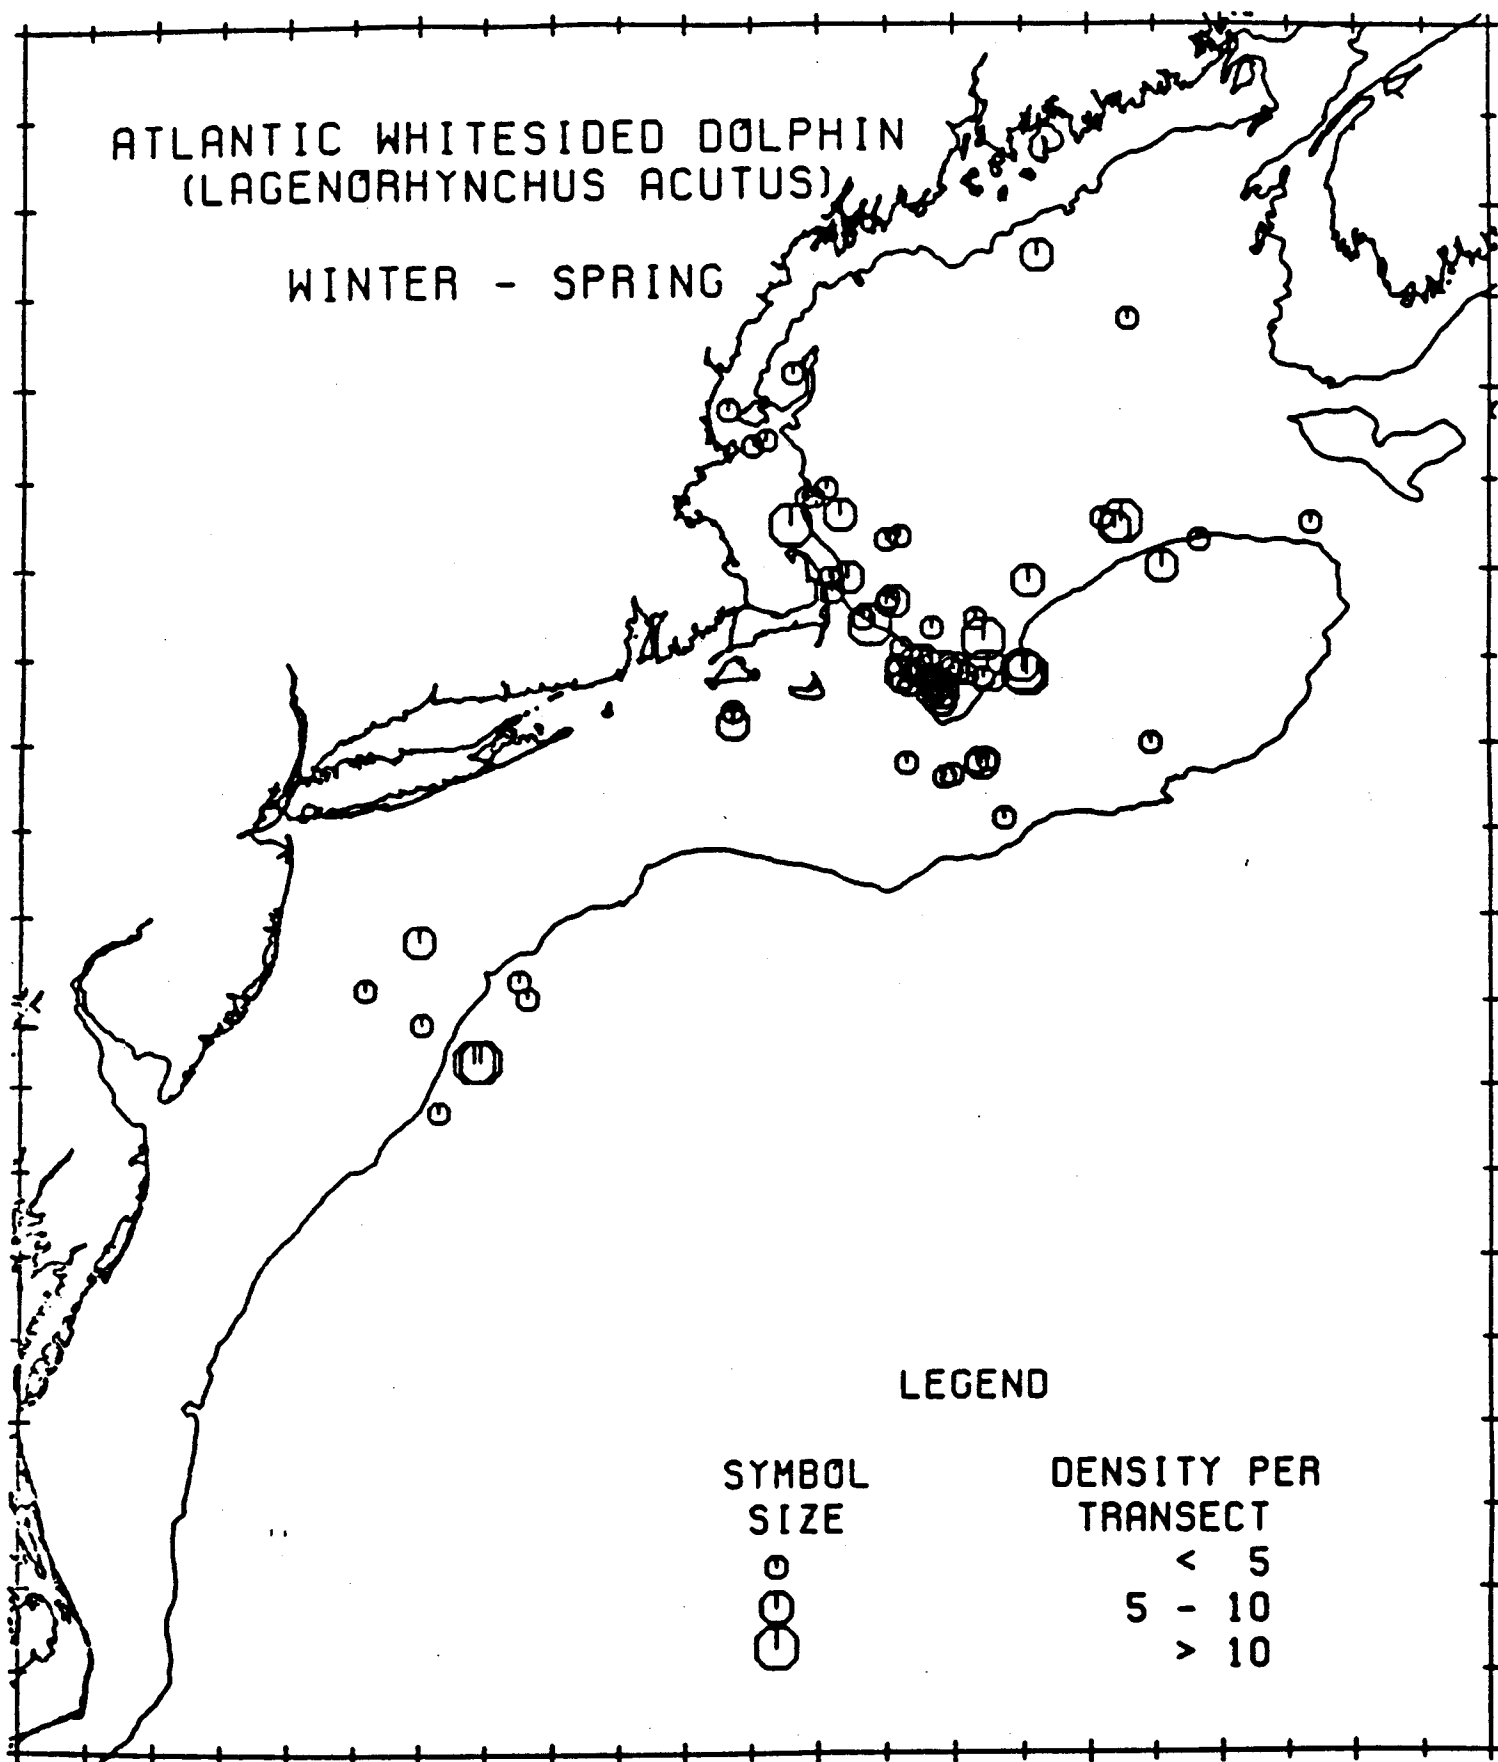 ATLANTIC WHITESIDED DOLPHIN
(LAGENORHYNCHUS ACUTUS)
WINTER - SPRING
LEGEND
SYMBOL SIZE
DENSITY PER TRANSECT
< 5
5 - 10
> 10